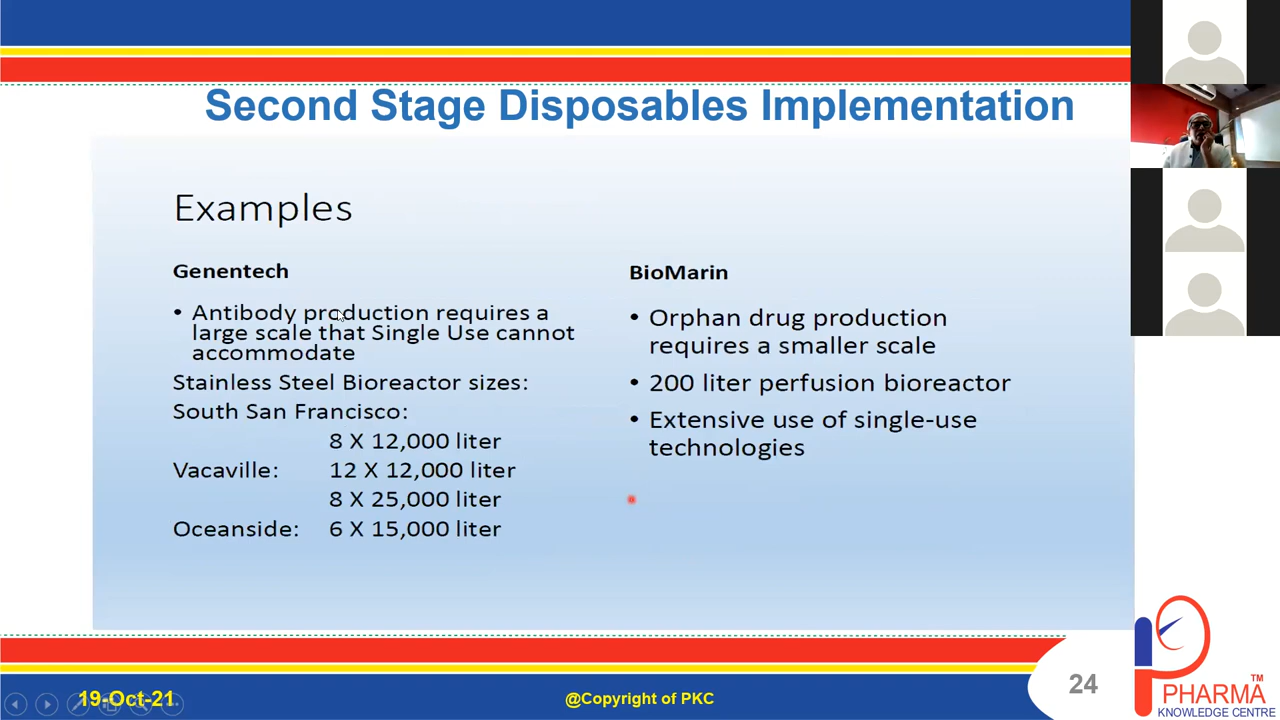 Second Stage Disposables Implementation
Examples
Genentech
• Antibody production requires a
large scale that Single Use cannot
accommodate
Stainless Steel Bioreactor sizes:
South San Francisco:
8 X 12,000 liter
Vacaville: 12 X 12,000 liter
8 X 25,000 liter
Oceanside: 6 X 15,000 liter
BioMarin
• Orphan drug production
requires a smaller scale
• 200 liter perfusion bioreactor
• Extensive use of single-use
technologies
19-Oct-21
@Copyright of PKC
24
PHARMA™
KNOWLEDGE CENTRE